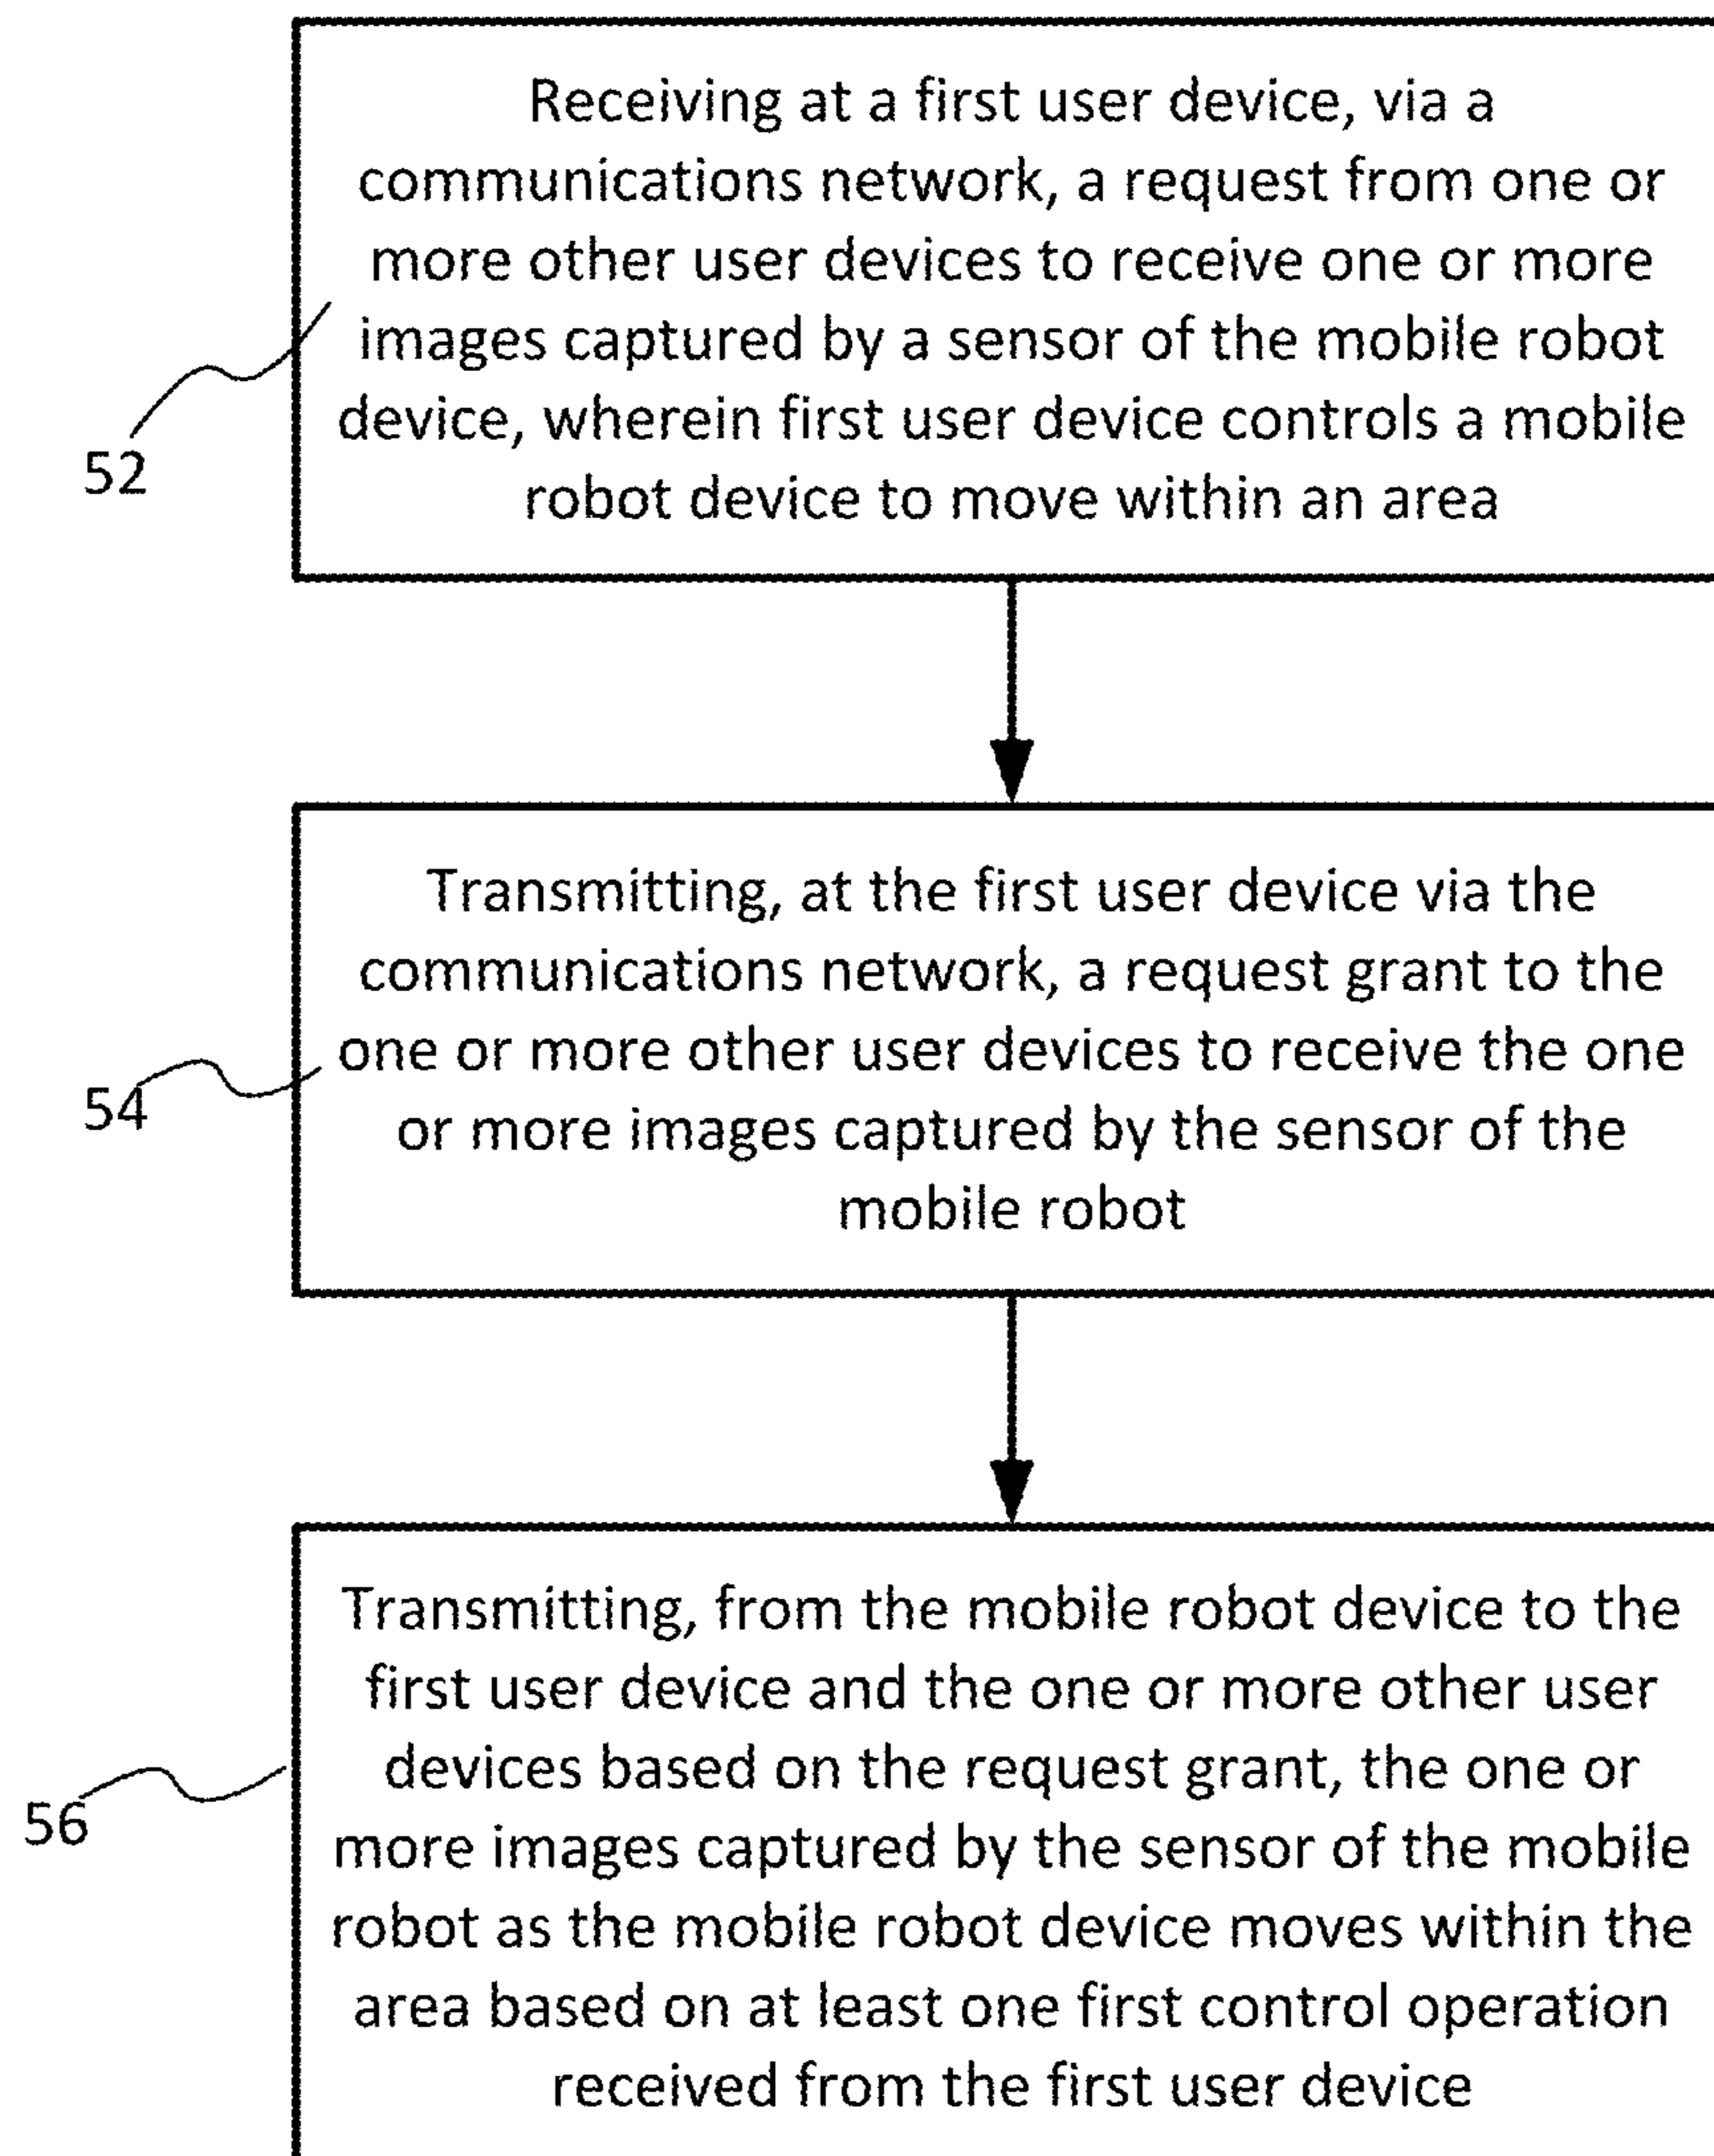 Receiving at a first user device, via a
communications network, a request from one or
more other user devices to receive one or more
images captured by a sensor of the mobile robot
device, wherein first user device controls a mobile
robot device to move within an area
52
Transmitting, at the first user device via the
communications network, a request grant to the
one or more other user devices to receive the one
or more images captured by the sensor of the
mobile robot
54
Transmitting, from the mobile robot device to the
first user device and the one or more other user
devices based on the request grant, the one or
more images captured by the sensor of the mobile
robot as the mobile robot device moves within the
area based on at least one first control operation
received from the first user device
56